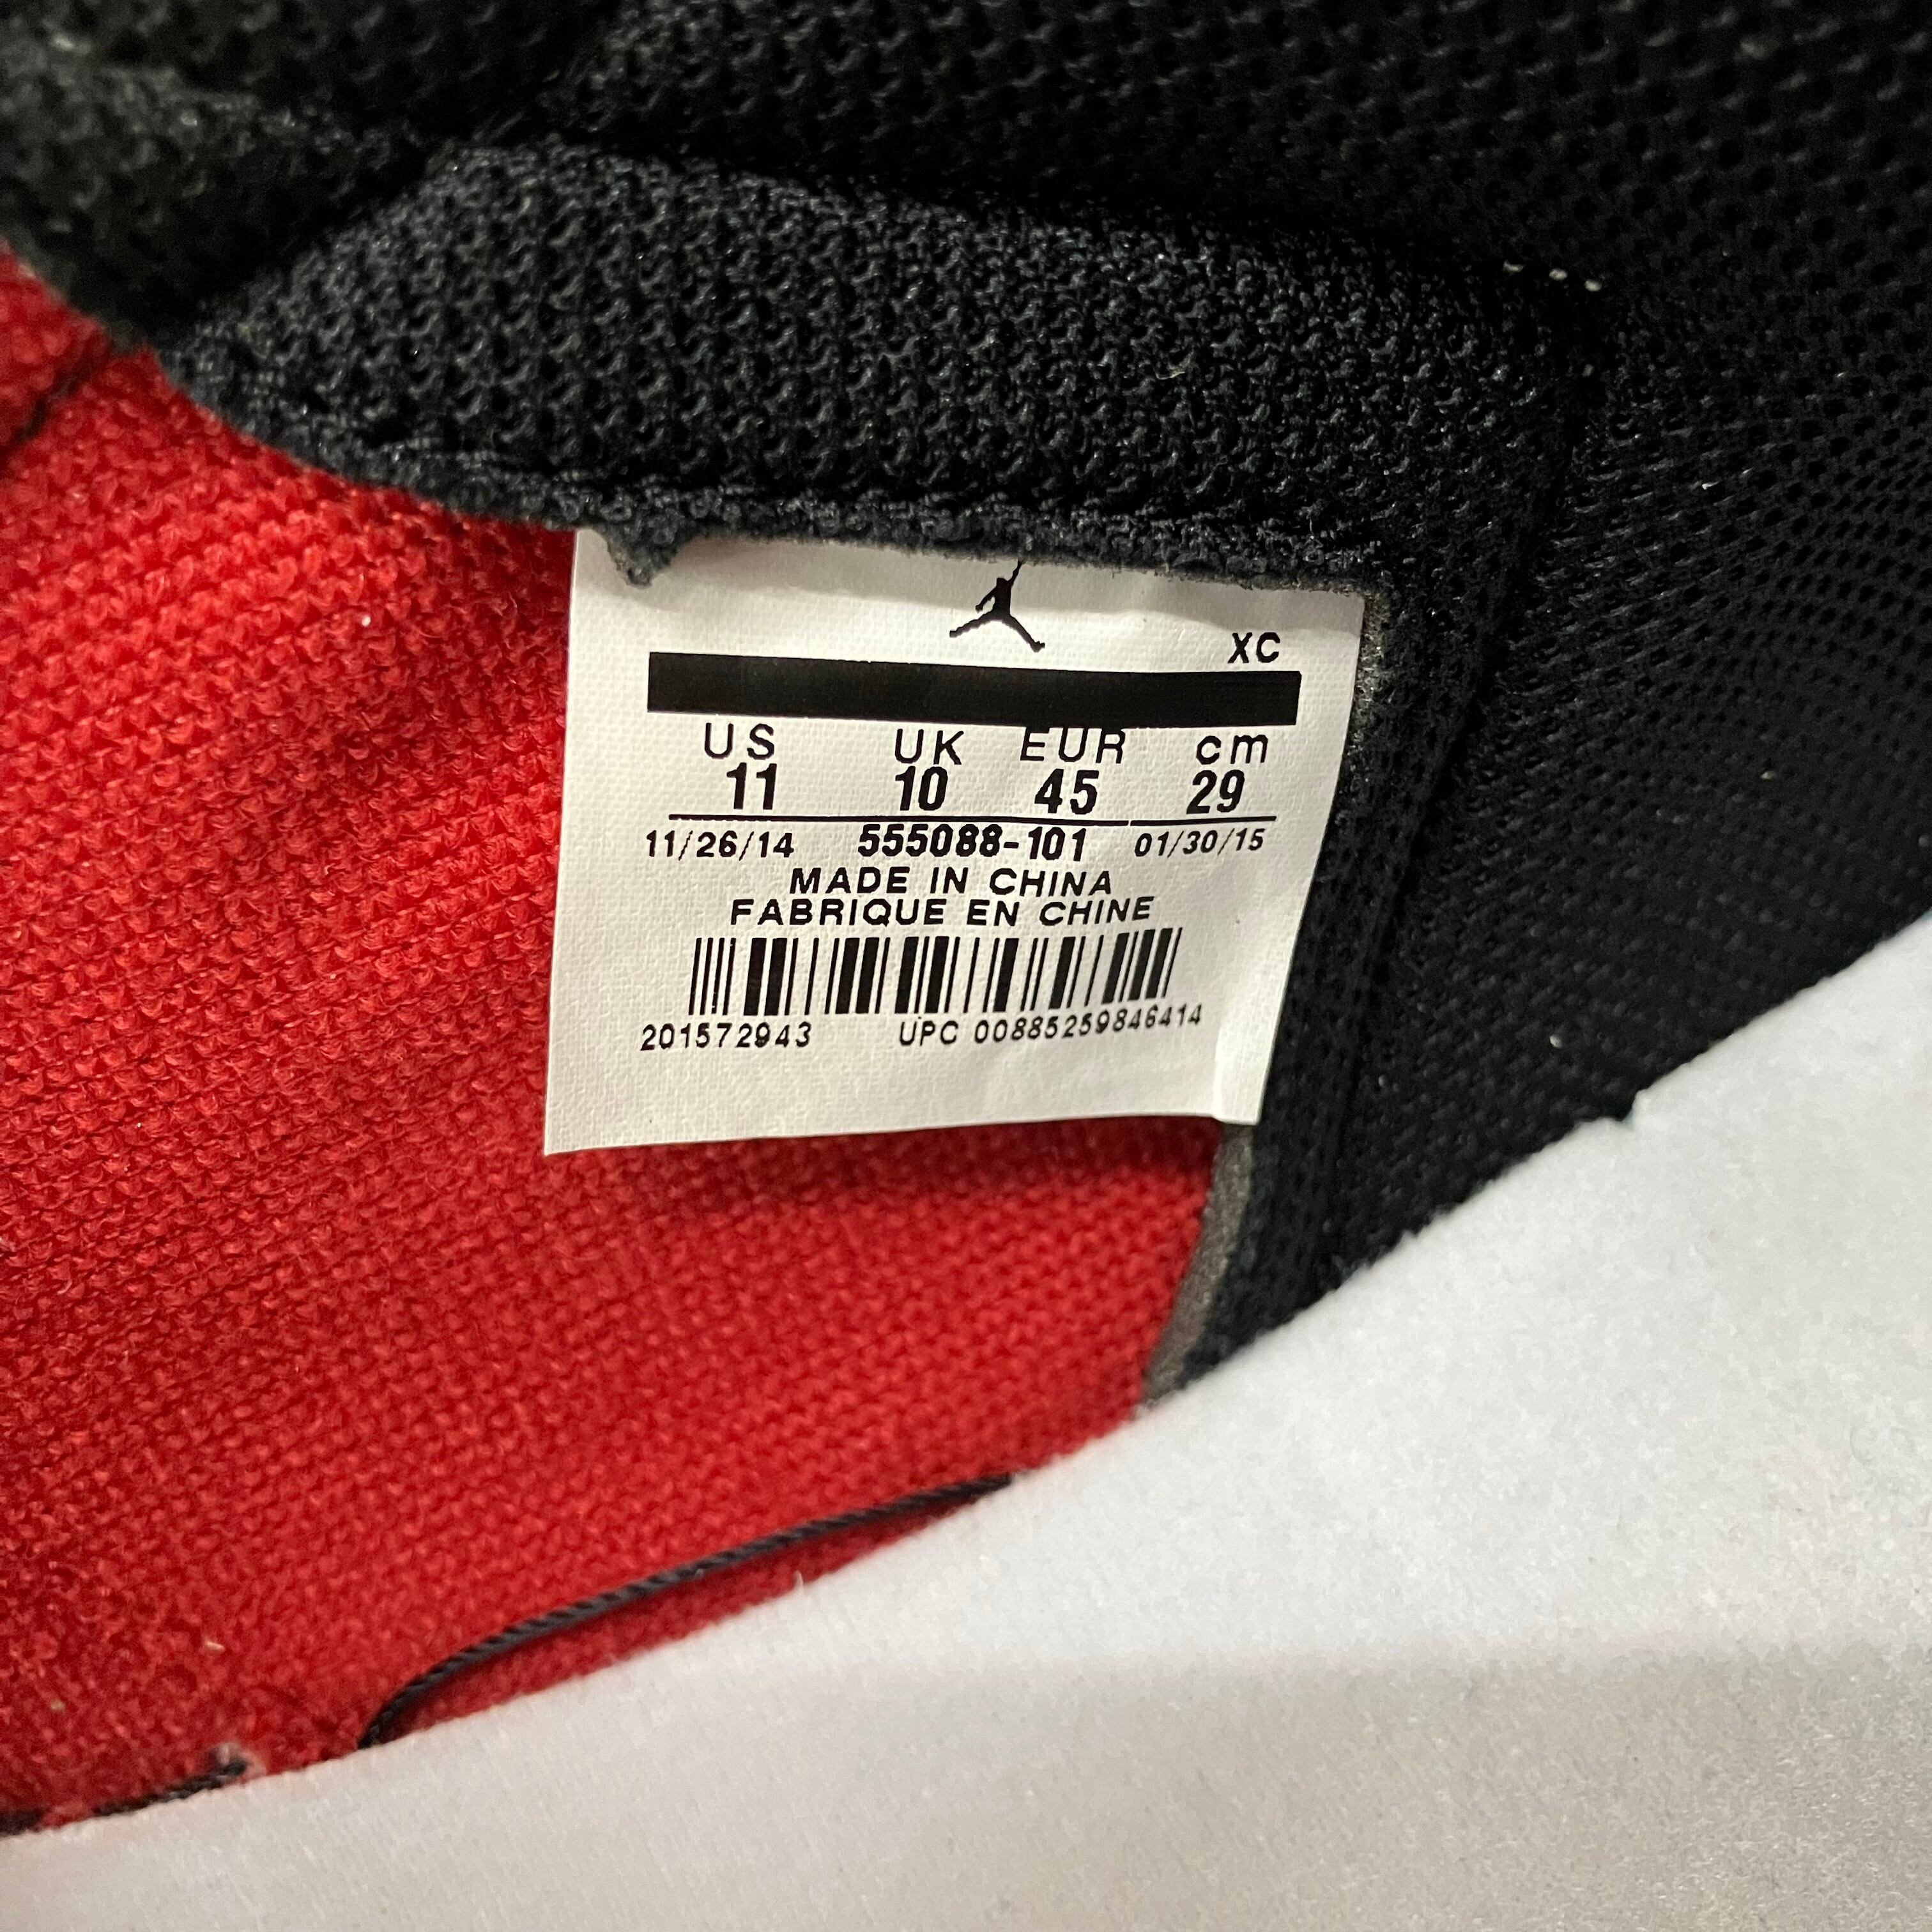 XC
US UK EUR cm
11 10 45 29
11/26/14 555088-101 01/30/15
MADE IN CHINA
FABRIQUE EN CHINE
201572943 UPC 00885259846414